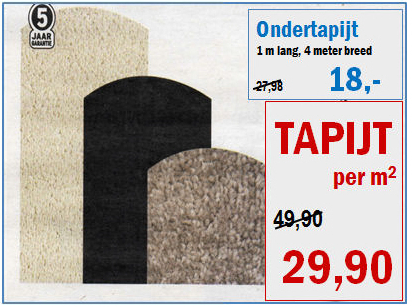 5
JAAR
GARANTIE
Ondertapijt
1 m lang, 4 meter breed
27,98
18,-
TAPIJT
per m²
49,90
29,90